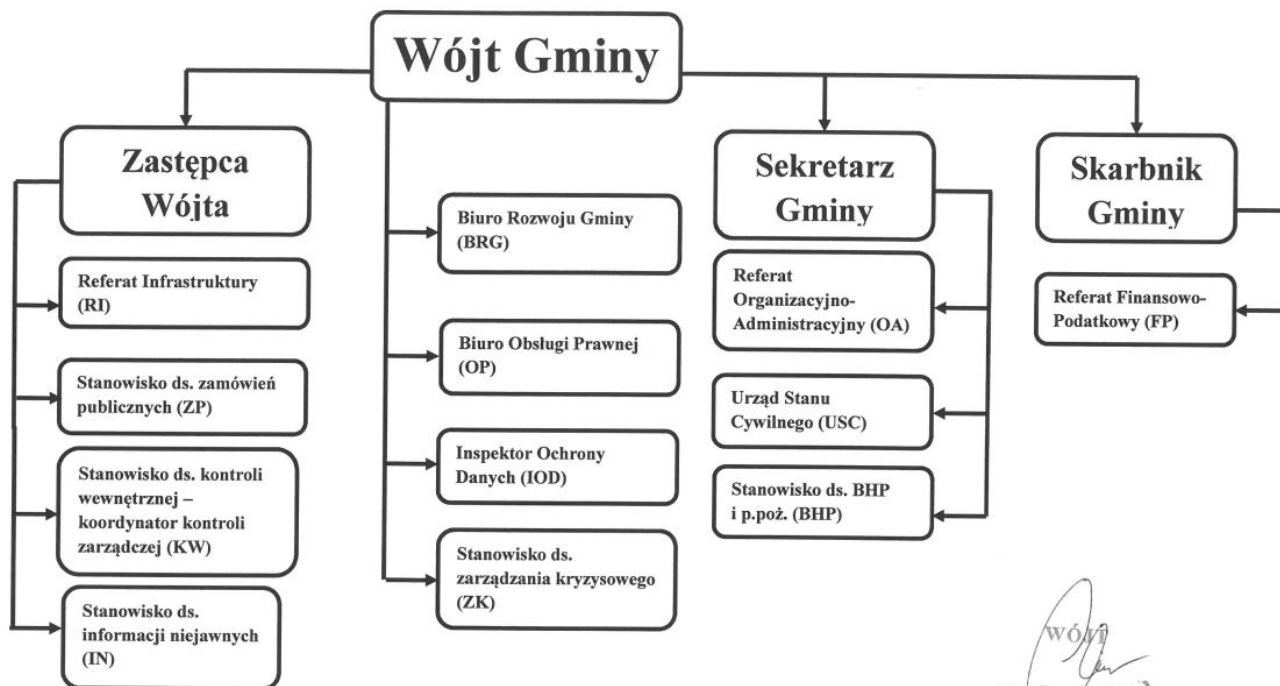 Wójt Gminy
Zastępca
Wójta
Referat Infrastruktury
(RI)
Stanowisko ds. zamówień
publicznych (ZP)
Stanowisko ds. kontroli
wewnętrznej –
koordynator kontroli
zarządczej (KW)
Stanowisko ds.
informacji niejawnych
(IN)
Biuro Rozwoju Gminy
(BRG)
Biuro Obsługi Prawnej
(OP)
Inspektor Ochrony
Danych (IOD)
Stanowisko ds.
zarządzania kryzysowego
(ZK)
Sekretarz
Gminy
Referat
Organizacyjno-
Administracyjny (OA)
Urząd Stanu
Cywilnego (USC)
Stanowisko ds. BHP
i p.poż. (BHP)
Skarbnik
Gminy
Referat Finansowo-
Podatkowy (FP)
WÓJT